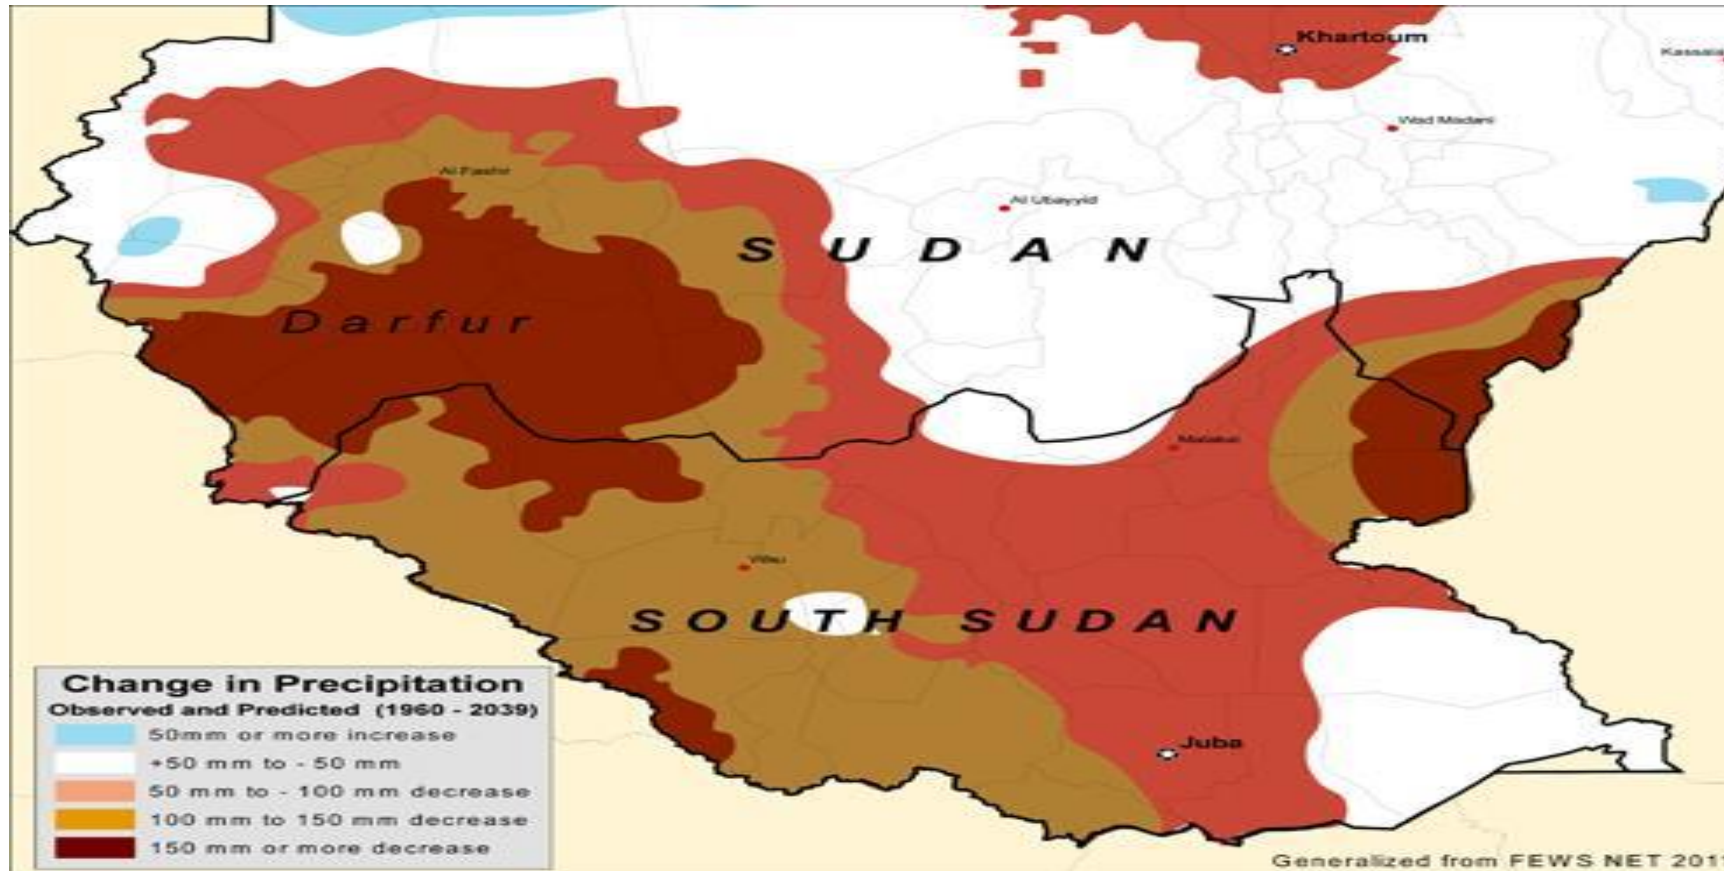 Khartoum
Kassala
Wad Madani
Al Fashir
Al Ubayyid
S U D A N
Darfur
Malakal
Wau
SOUTH SUDAN
Juba
Change in Precipitation
Observed and Predicted (1960 - 2039)
50mm or more increase
+50 mm to - 50 mm
50 mm to - 100 mm decrease
100 mm to 150 mm decrease
150 mm or more decrease
Generalized from FEWS NET 2011